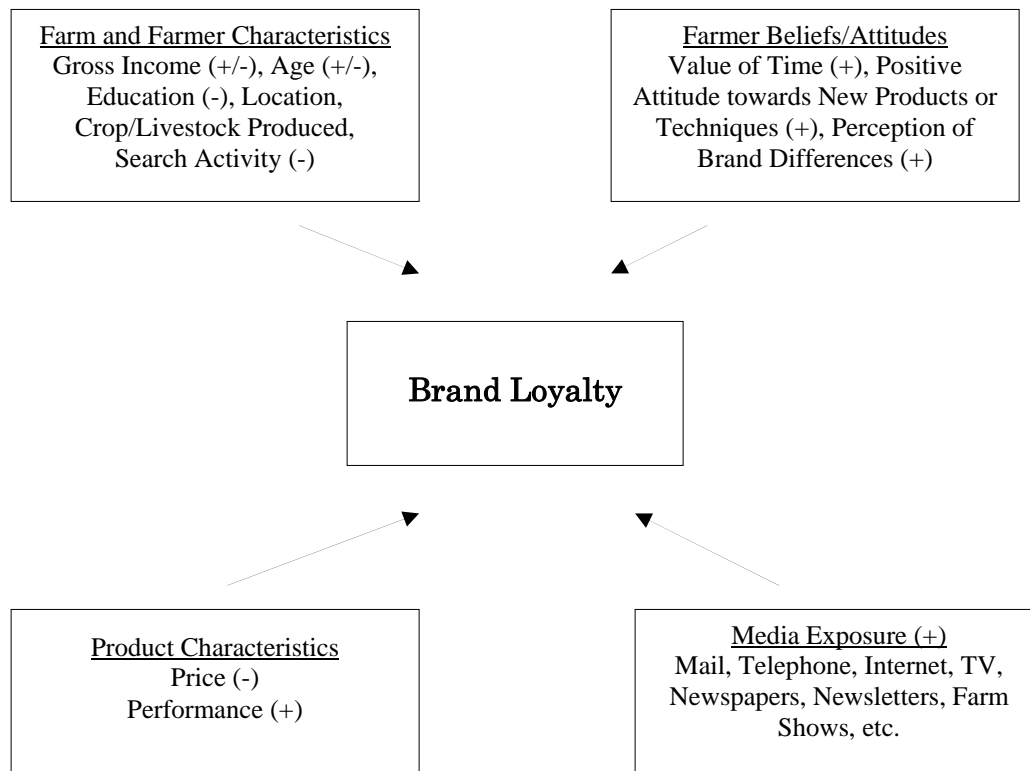 Farm and Farmer Characteristics
Gross Income (+/-), Age (+/-),
Education (-), Location,
Crop/Livestock Produced,
Search Activity (-)
Farmer Beliefs/Attitudes
Value of Time (+), Positive
Attitude towards New Products or
Techniques (+), Perception of
Brand Differences (+)
Brand Loyalty
Product Characteristics
Price (-)
Performance (+)
Media Exposure (+)
Mail, Telephone, Internet, TV,
Newspapers, Newsletters, Farm
Shows, etc.